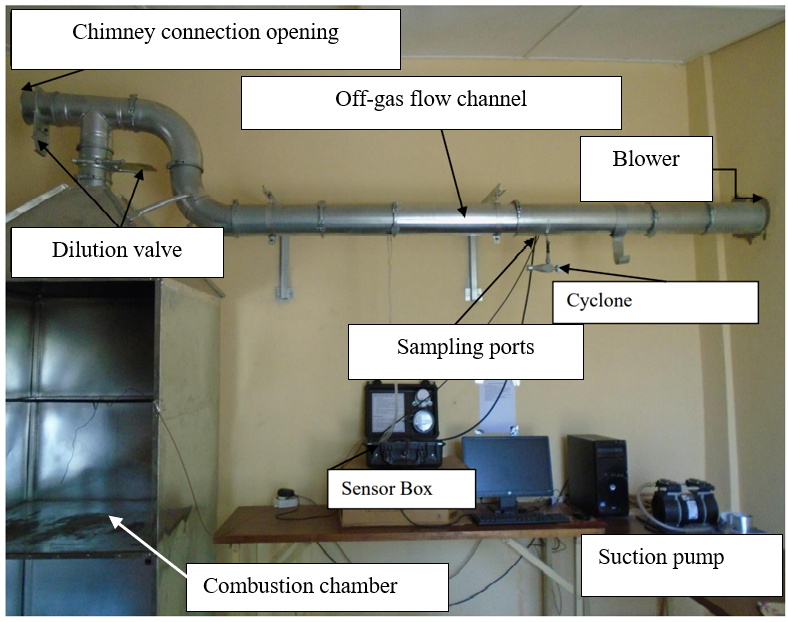 Chimney connection opening
Off-gas flow channel
Blower
Dilution valve
Cyclone
Sampling ports
Sensor Box
Suction pump
Combustion chamber